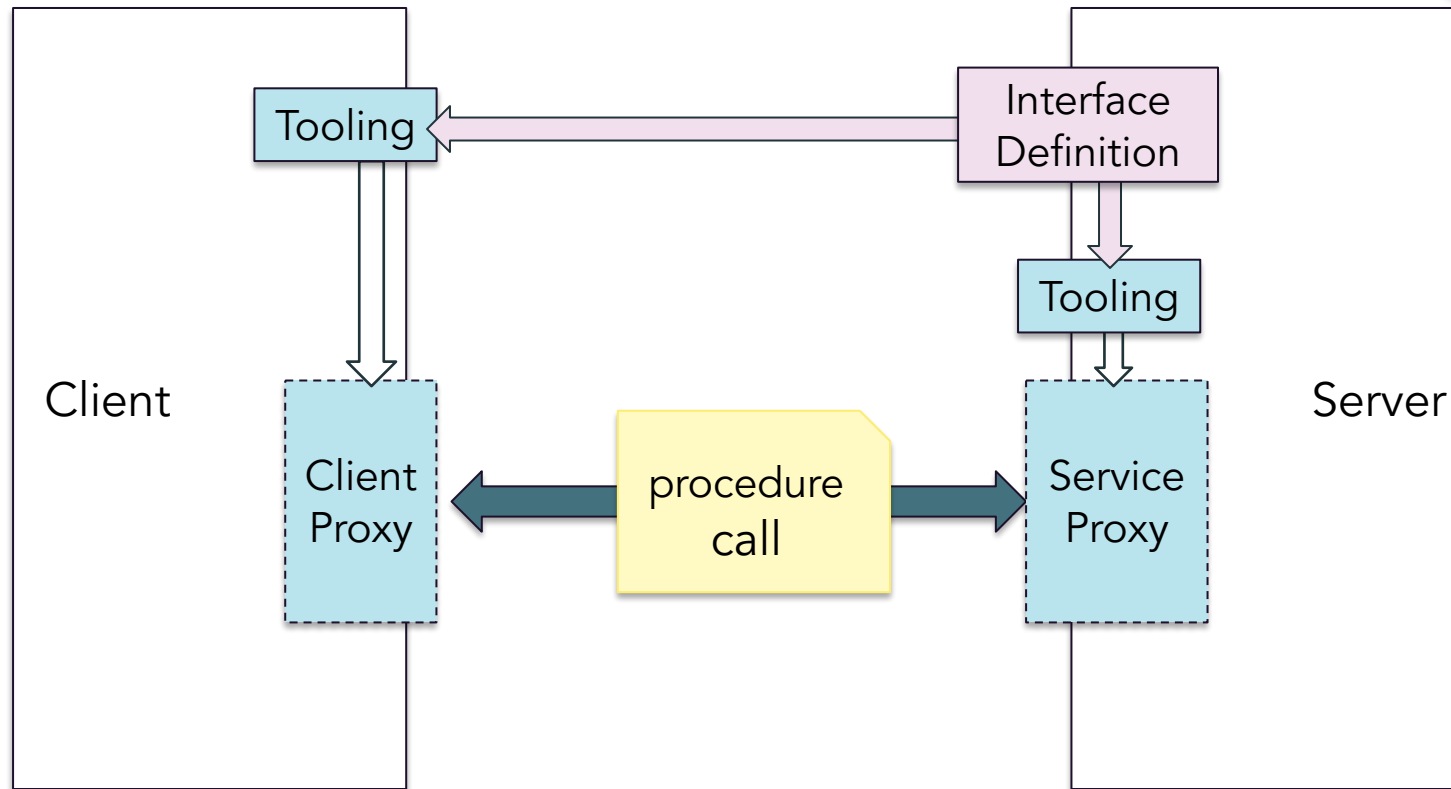 Tooling
Interface
Definition
Tooling
Client
Server
Client
Proxy
procedure
call
Service
Proxy